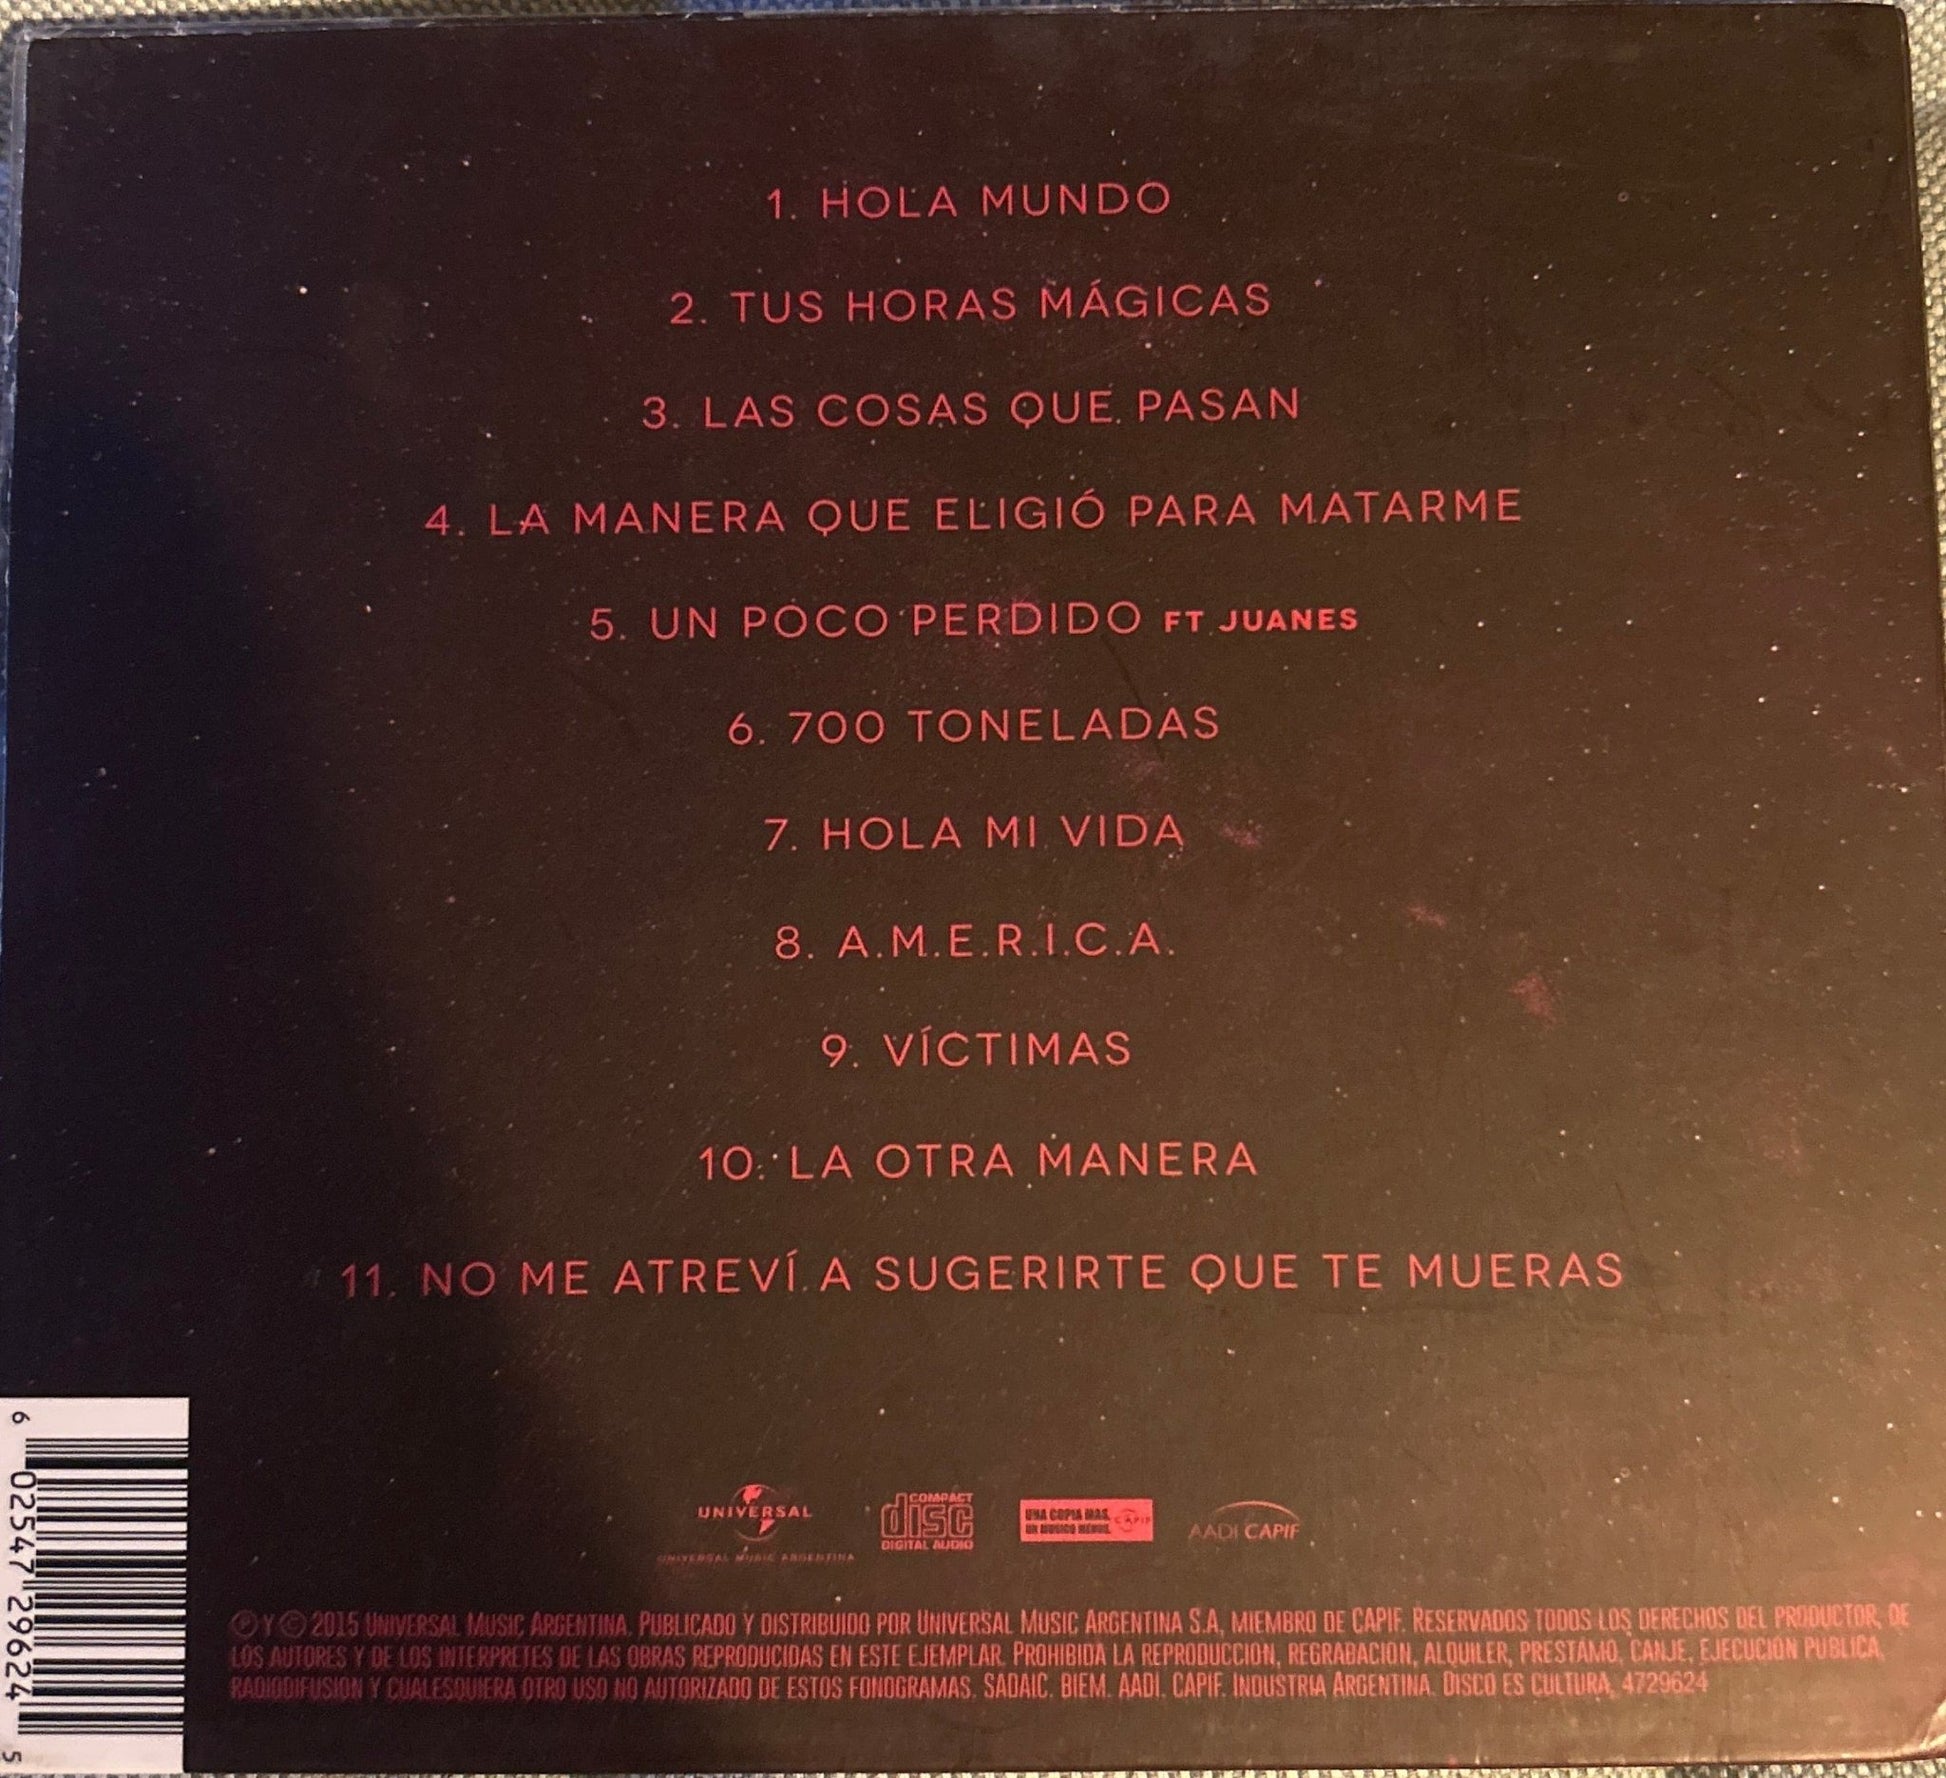 1. HOLA MUNDO
2. TUS HORAS MÁGICAS
3. LAS COSAS QUE PASAN
4. LA MANERA QUE ELIGIÓ PARA MATARME
5. UN POCO PERDIDO FT JUANES
6. 700 TONELADAS
7. HOLA MI VIDA
8. A.M.E.R.I.C.A.
9. VÍCTIMAS
10. LA OTRA MANERA
11. NO ME ATREVÍ A SUGERIRTE QUE TE MUERAS
6 02547 29624 5
UNIVERSAL
UNIVERSAL MUSIC ARGENTINA
COMPACT
disc
DIGITAL AUDIO
UNA COPIA MAS,
UN MUSICO MENOS.
CAPIF
AADI CAPIF
Ⓟ Y © 2015 UNIVERSAL MUSIC ARGENTINA. PUBLICADO Y DISTRIBUIDO POR UNIVERSAL MUSIC ARGENTINA S.A, MIEMBRO DE CAPIF. RESERVADOS TODOS LOS DERECHOS DEL PRODUCTOR, DE
LOS AUTORES Y DE LOS INTERPRETES DE LAS OBRAS REPRODUCIDAS EN ESTE EJEMPLAR. PROHIBIDA LA REPRODUCCION, REGRABACION, ALQUILER, PRESTAMO, CANJE, EJECUCION PUBLICA,
RADIODIFUSION Y CUALESQUIERA OTRO USO NO AUTORIZADO DE ESTOS FONOGRAMAS. SADAIC. BIEM. AADI. CAPIF. INDUSTRIA ARGENTINA. DISCO ES CULTURA, 4729624